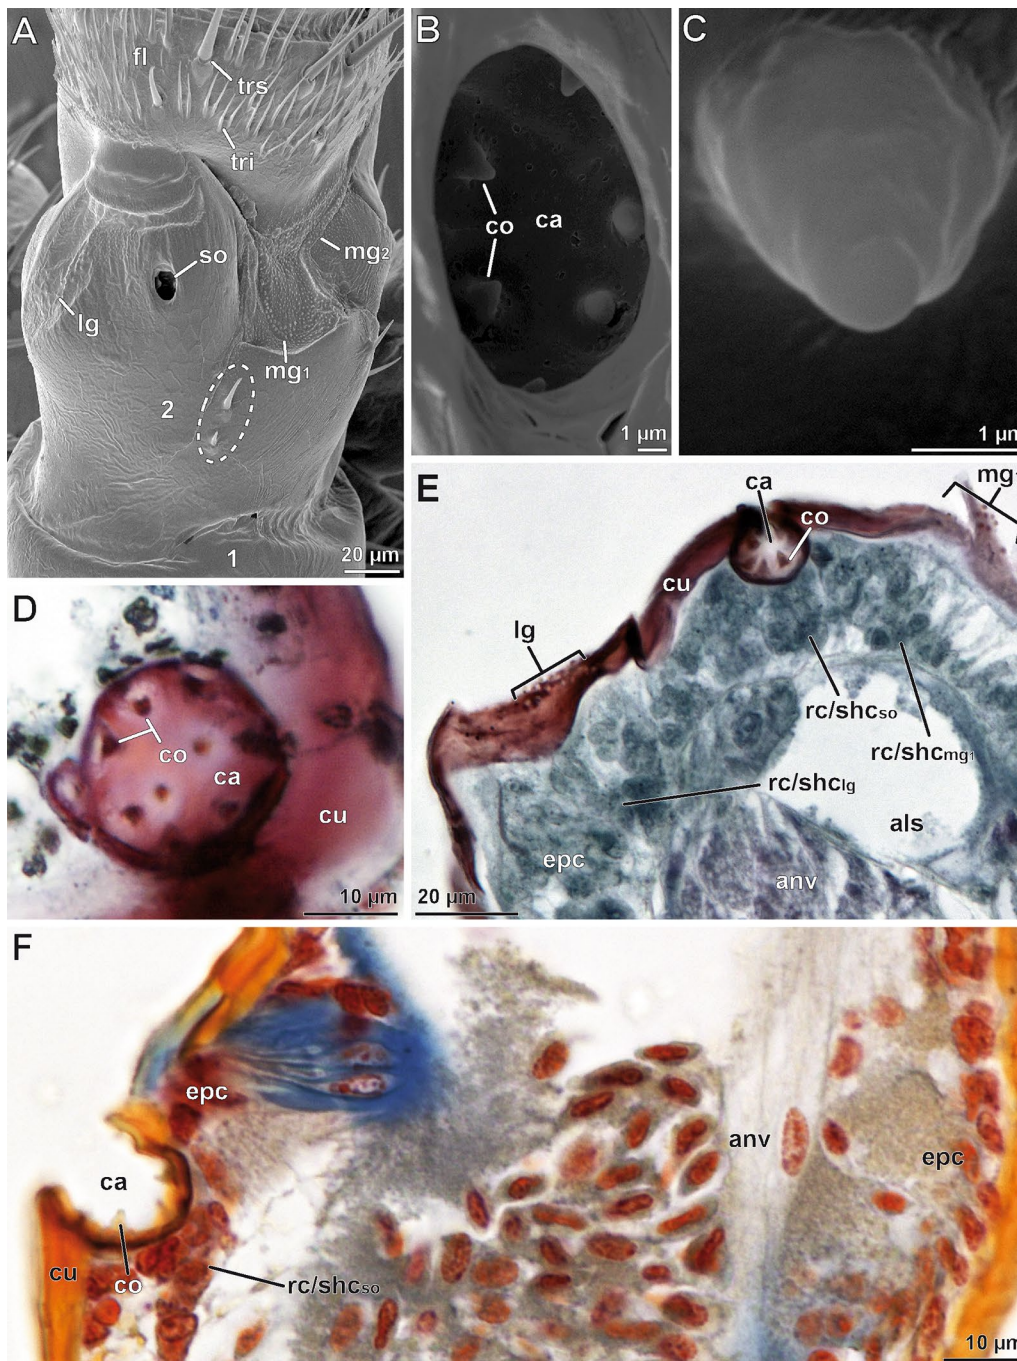 A
fl
trs
tri
so
mg2
lg
mg1
2
1
20 µm
B
co
ca
1 µm
C
1 µm
D
co
ca
cu
10 µm
E
ca
mg
co
cu
lg
rc/shcso
rc/shcmg1
rc/shclg
als
epc
anv
20 µm
F
epc
anv
epc
ca
cu
co
rc/shcso
10 µm